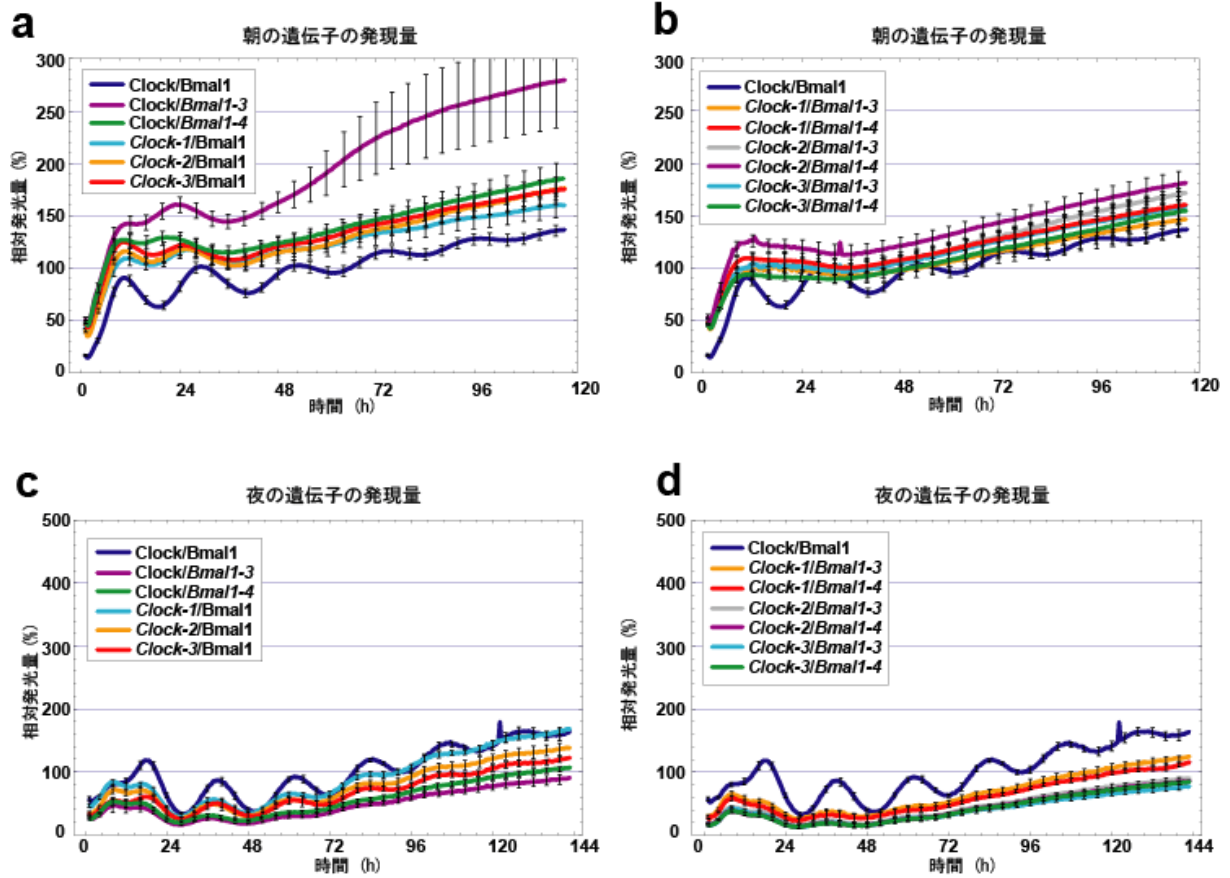 a
朝の遺伝子の発現量
300
250
200
150
100
50
0
相対発光量 (%)
Clock/Bmal1
Clock/Bmal1-3
Clock/Bmal1-4
Clock-1/Bmal1
Clock-2/Bmal1
Clock-3/Bmal1
0 24 48 72 96 120
時間 (h)
b
朝の遺伝子の発現量
300
250
200
150
100
50
0
相対発光量 (%)
Clock/Bmal1
Clock-1/Bmal1-3
Clock-1/Bmal1-4
Clock-2/Bmal1-3
Clock-2/Bmal1-4
Clock-3/Bmal1-3
Clock-3/Bmal1-4
0 24 48 72 96 120
時間 (h)
c
夜の遺伝子の発現量
500
400
300
200
100
0
相対発光量 (%)
Clock/Bmal1
Clock/Bmal1-3
Clock/Bmal1-4
Clock-1/Bmal1
Clock-2/Bmal1
Clock-3/Bmal1
0 24 48 72 96 120 144
時間 (h)
d
夜の遺伝子の発現量
500
400
300
200
100
0
相対発光量 (%)
Clock/Bmal1
Clock-1/Bmal1-3
Clock-1/Bmal1-4
Clock-2/Bmal1-3
Clock-2/Bmal1-4
Clock-3/Bmal1-3
Clock-3/Bmal1-4
0 24 48 72 96 120 144
時間 (h)